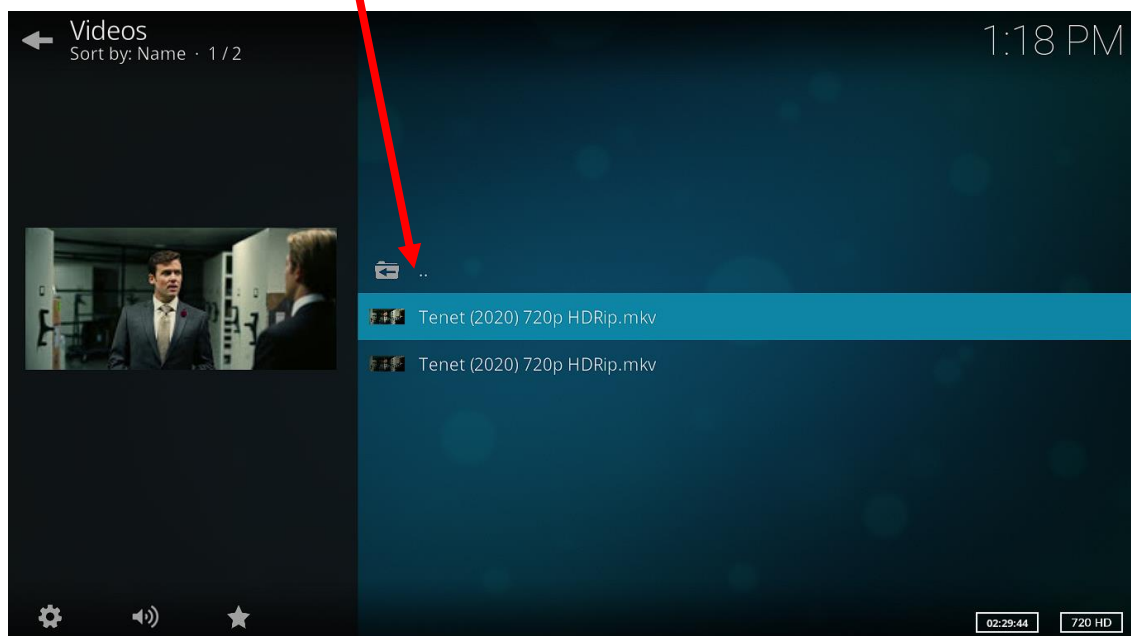 Videos
Sort by: Name · 1 / 2
1:18 PM
..
Tenet (2020) 720p HDRip.mkv
Tenet (2020) 720p HDRip.mkv
02:29:44
720 HD